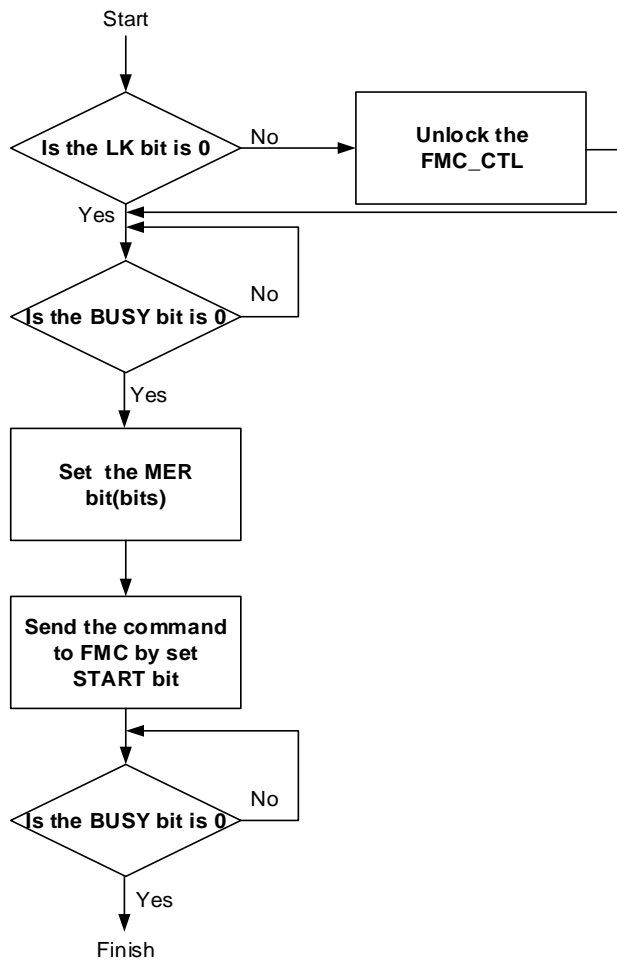 Start
Is the LK bit is 0
No
Unlock the
FMC_CTL
Yes
Is the BUSY bit is 0
No
Yes
Set the MER
bit(bits)
Send the command
to FMC by set
START bit
Is the BUSY bit is 0
No
Yes
Finish